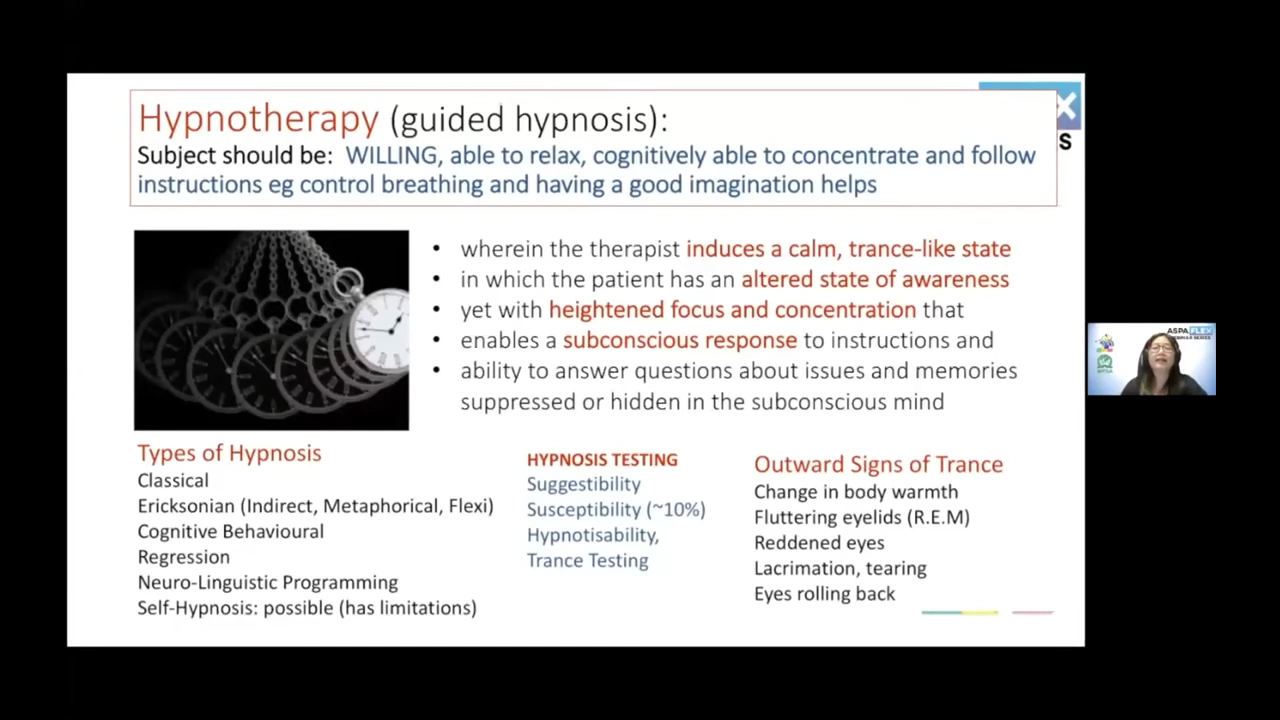 Hypnotherapy (guided hypnosis):
Subject should be: WILLING, able to relax, cognitively able to concentrate and follow
instructions eg control breathing and having a good imagination helps
X
S
• wherein the therapist induces a calm, trance-like state
• in which the patient has an altered state of awareness
• yet with heightened focus and concentration that
• enables a subconscious response to instructions and
• ability to answer questions about issues and memories
suppressed or hidden in the subconscious mind
ASPA FLEX
Types of Hypnosis
Classical
Ericksonian (Indirect, Metaphorical, Flexi)
Cognitive Behavioural
Regression
Neuro-Linguistic Programming
Self-Hypnosis: possible (has limitations)
HYPNOSIS TESTING
Suggestibility
Susceptibility (~10%)
Hypnotisability,
Trance Testing
Outward Signs of Trance
Change in body warmth
Fluttering eyelids (R.E.M)
Reddened eyes
Lacrimation, tearing
Eyes rolling back